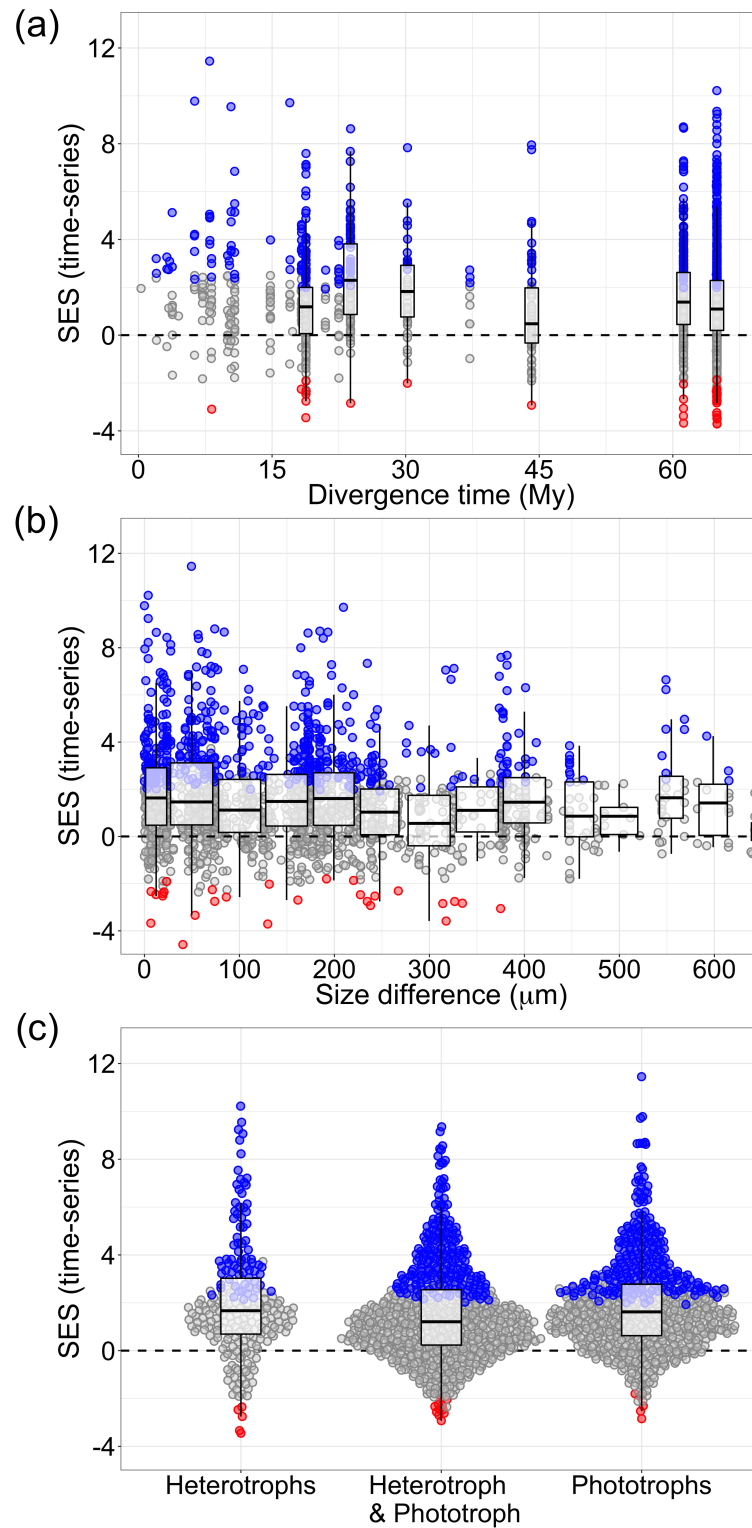 (a)
SES (time-series)
12
8
4
0
-4
0 15 30 45 60
Divergence time (My)
(b)
SES (time-series)
12
8
4
0
-4
0 100 200 300 400 500 600
Size difference (μm)
(c)
SES (time-series)
12
8
4
0
-4
Heterotrophs Heterotroph Phototrophs
& Phototroph